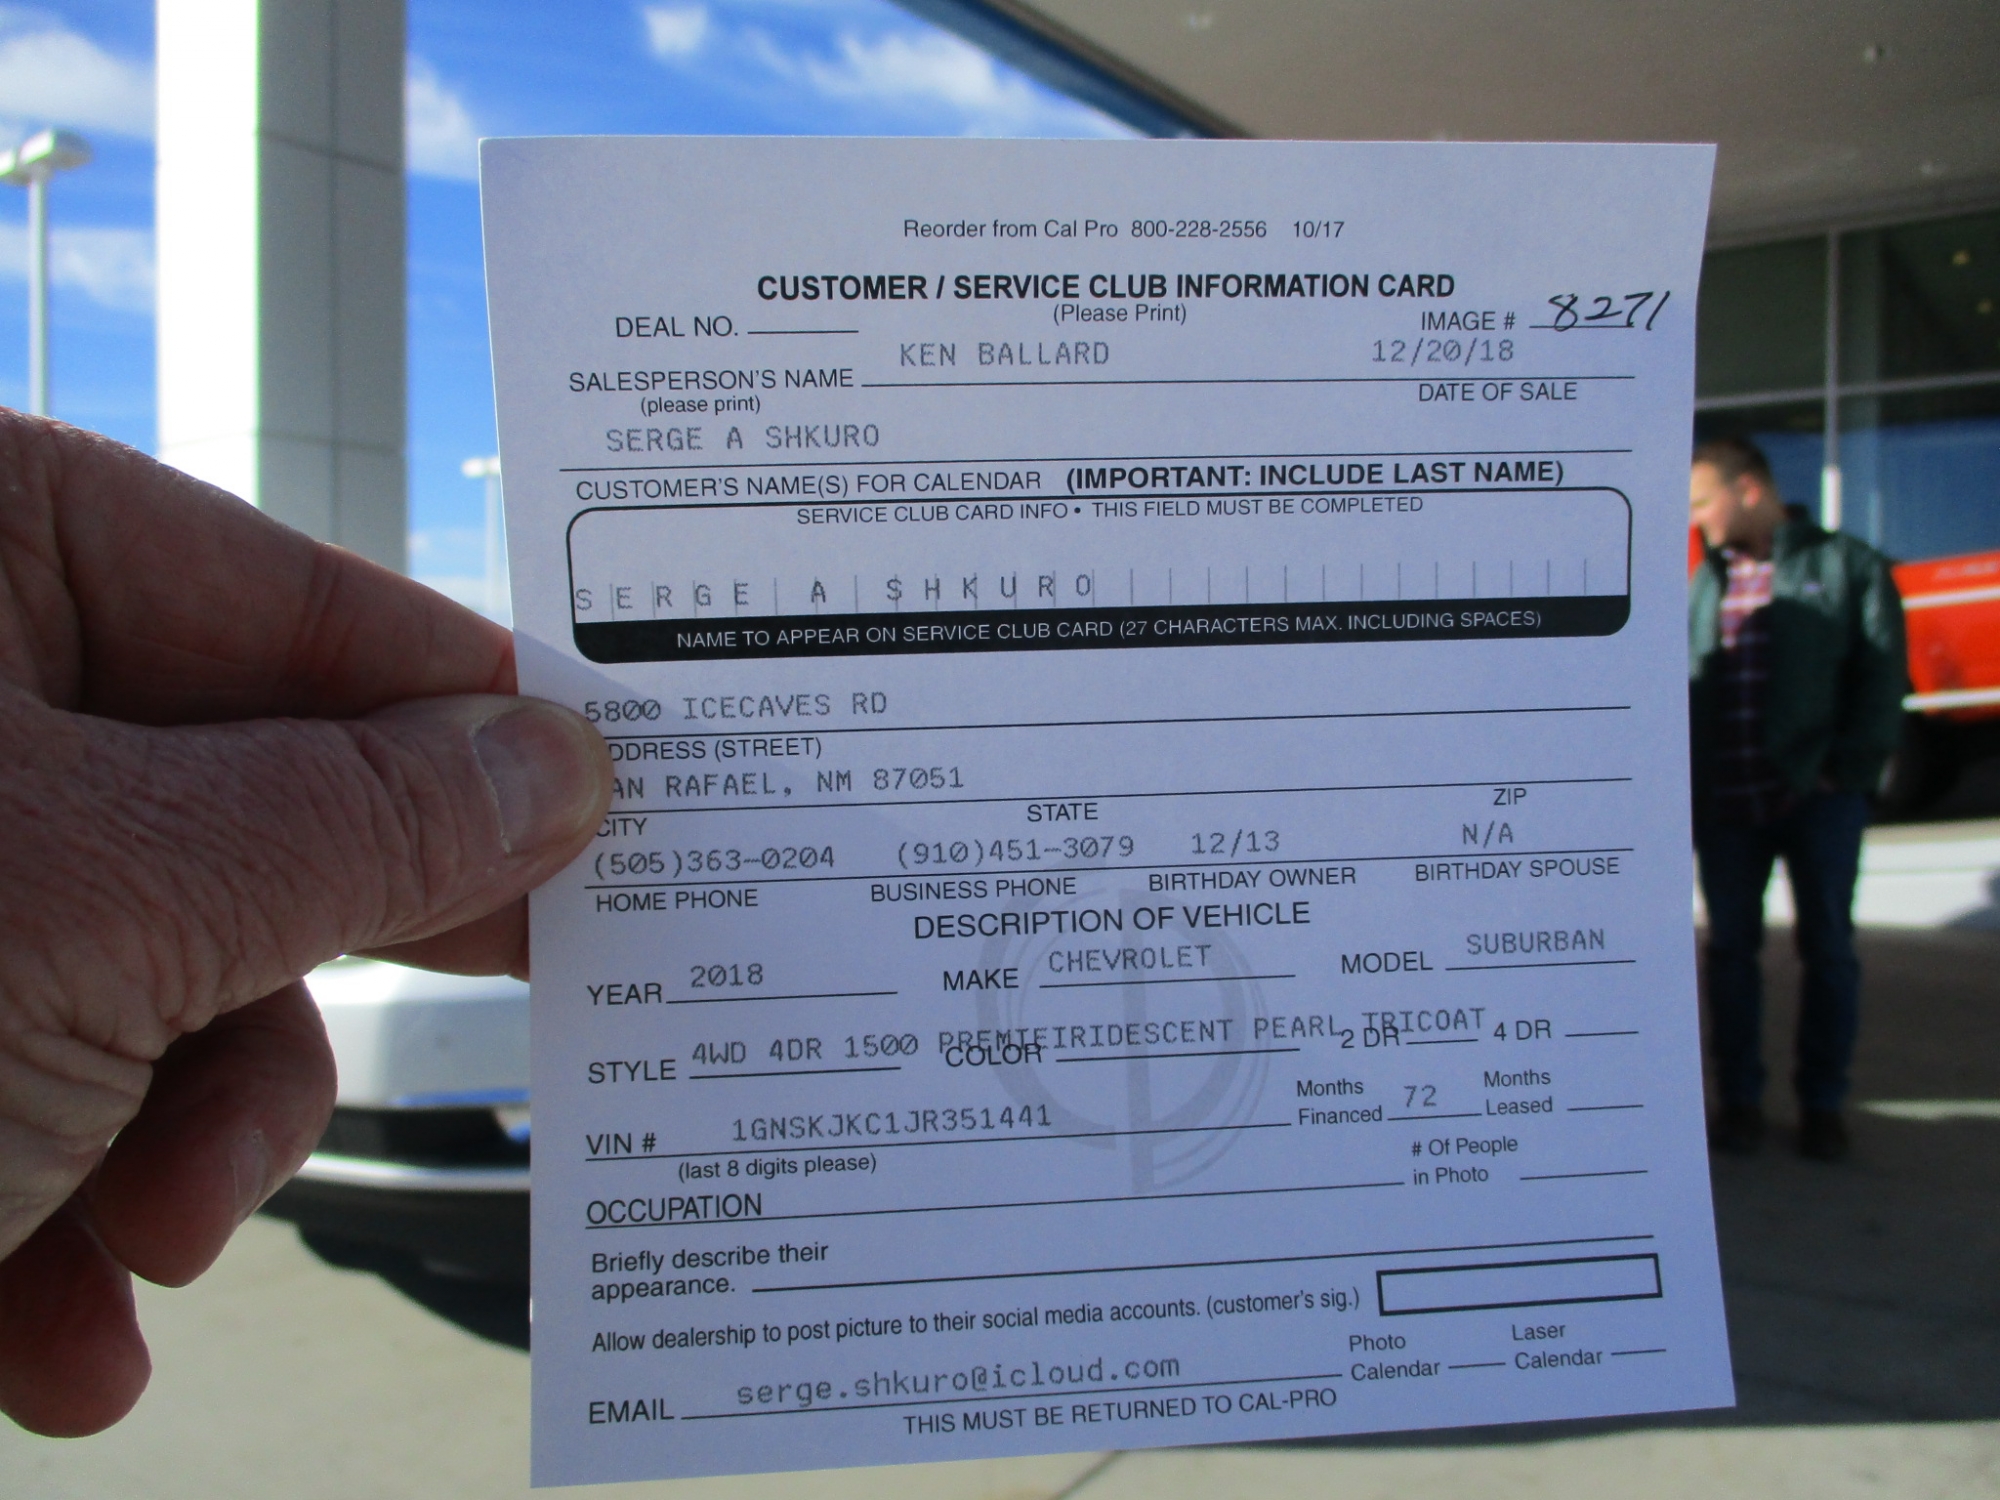 Reorder from Cal Pro 800-228-2556 10/17
CUSTOMER / SERVICE CLUB INFORMATION CARD
(Please Print)
DEAL NO.
IMAGE # 8271
KEN BALLARD 12/20/18
SALESPERSON'S NAME
DATE OF SALE
(please print)
SERGE A SHKURO
CUSTOMER'S NAME(S) FOR CALENDAR (IMPORTANT: INCLUDE LAST NAME)
SERVICE CLUB CARD INFO • THIS FIELD MUST BE COMPLETED
SERGE A SHKURO
NAME TO APPEAR ON SERVICE CLUB CARD (27 CHARACTERS MAX. INCLUDING SPACES)
5800 ICECAVES RD
DDRESS (STREET)
AN RAFAEL, NM 87051
CITY STATE ZIP
(505)363-0204 (910)451-3079 12/13 N/A
HOME PHONE BUSINESS PHONE BIRTHDAY OWNER BIRTHDAY SPOUSE
DESCRIPTION OF VEHICLE
YEAR 2018 MAKE CHEVROLET MODEL SUBURBAN
STYLE 4WD 4DR 1500 PREMIEIRIDESCENT PEARL TRICOAT
COLOR 2 DR 4 DR
VIN # 1GNSKJKC1JR351441
(last 8 digits please)
Months Financed 72
Months Leased
# Of People in Photo
OCCUPATION
Briefly describe their
appearance.
Allow dealership to post picture to their social media accounts. (customer's sig.)
EMAIL serge.shkuro@icloud.com
Photo Calendar
Laser Calendar
THIS MUST BE RETURNED TO CAL-PRO